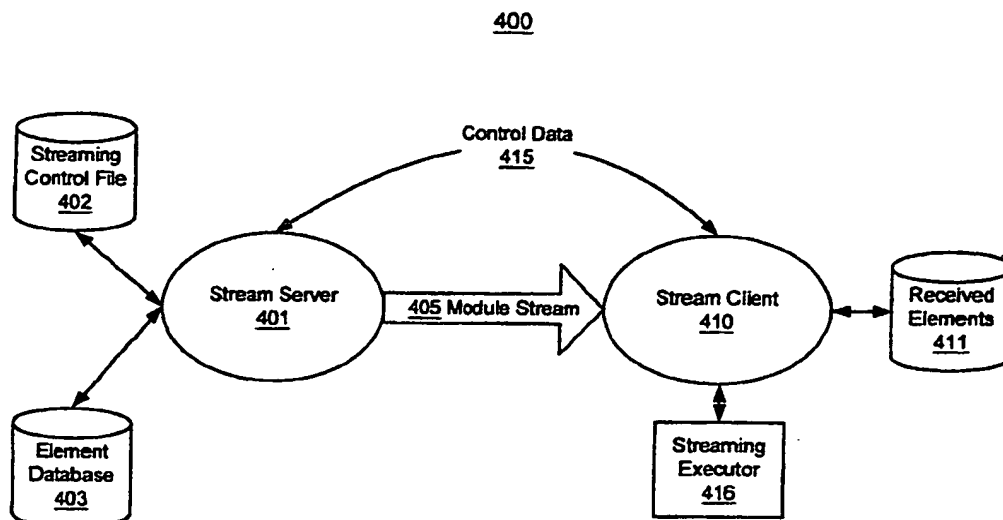 400
Control Data
415
Streaming
Control File
402
Stream Server
401
405 Module Stream
Stream Client
410
Received
Elements
411
Element
Database
403
Streaming
Executor
416